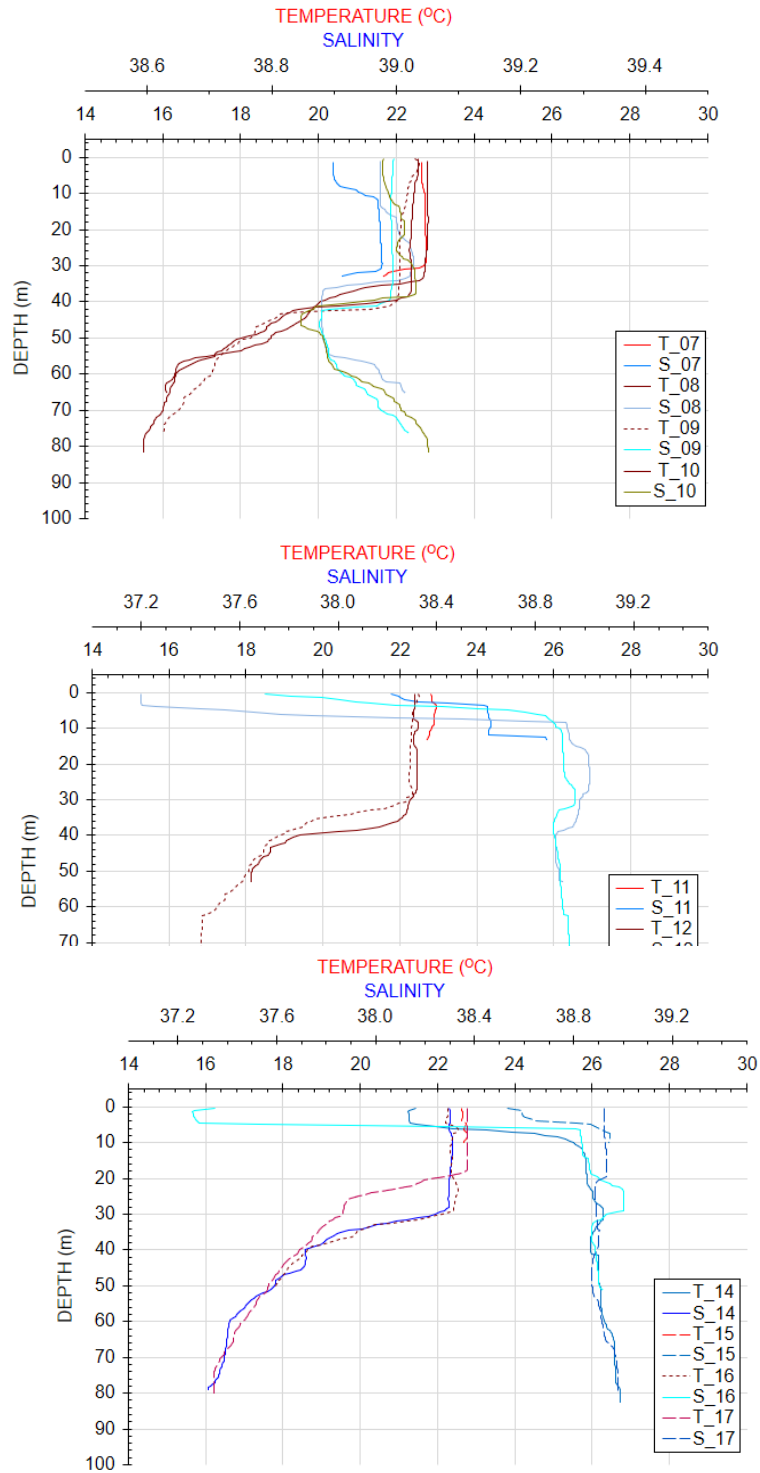 TEMPERATURE (ºC)
SALINITY
38.6 38.8 39.0 39.2 39.4
14 16 18 20 22 24 26 28 30
0
10
20
30
40
50
60
70
80
90
100
DEPTH (m)
T_07
S_07
T_08
S_08
T_09
S_09
T_10
S_10
TEMPERATURE (ºC)
SALINITY
37.2 37.6 38.0 38.4 38.8 39.2
14 16 18 20 22 24 26 28 30
0
10
20
30
40
50
60
70
DEPTH (m)
T_11
S_11
T_12
TEMPERATURE (ºC)
SALINITY
37.2 37.6 38.0 38.4 38.8 39.2
14 16 18 20 22 24 26 28 30
0
10
20
30
40
50
60
70
80
90
100
DEPTH (m)
T_14
S_14
T_15
S_15
T_16
S_16
T_17
S_17